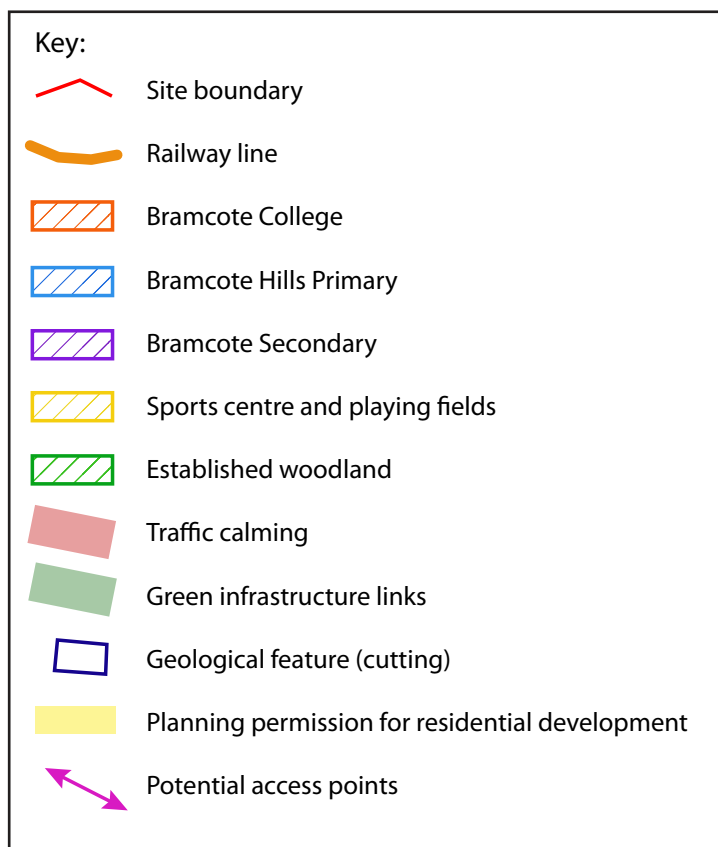 Key:
Site boundary
Railway line
Bramcote College
Bramcote Hills Primary
Bramcote Secondary
Sports centre and playing fields
Established woodland
Traffic calming
Green infrastructure links
Geological feature (cutting)
Planning permission for residential development
Potential access points